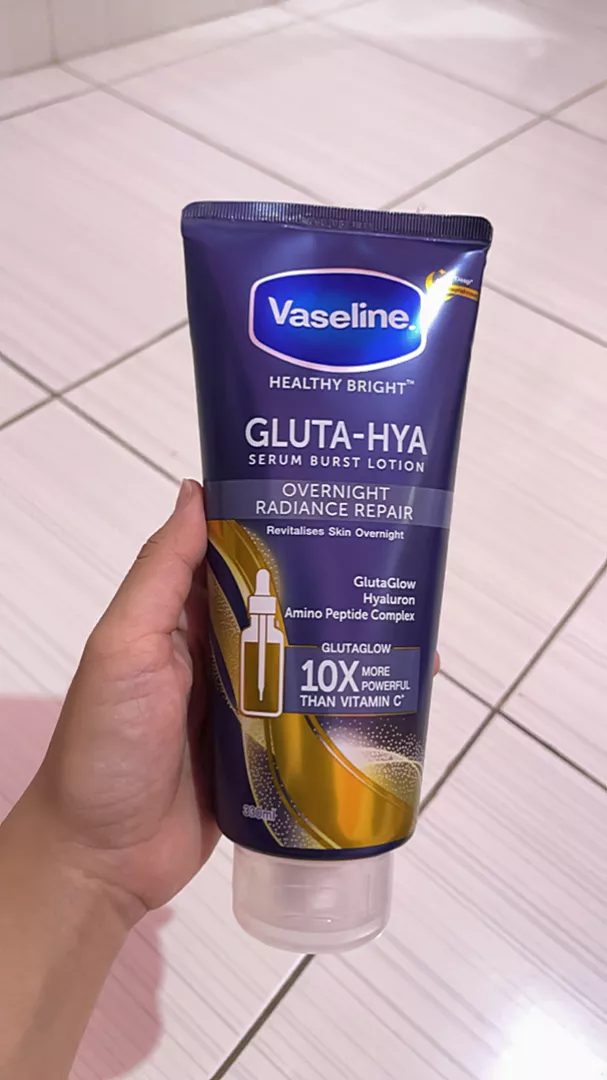 Vaseline.
HEALTHY BRIGHT™
GLUTA-HYA
SERUM BURST LOTION
OVERNIGHT
RADIANCE REPAIR
Revitalises Skin Overnight
GlutaGlow
Hyaluron
Amino Peptide Complex
GLUTAGLOW
10X MORE
POWERFUL
THAN VITAMIN C*
330ml